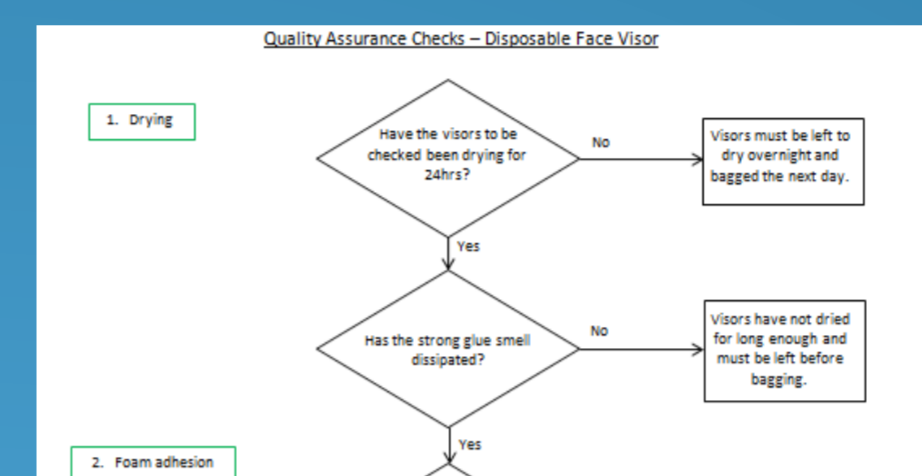 Quality Assurance Checks – Disposable Face Visor
1. Drying
Have the visors to be
checked been drying for
24hrs?
No
Visors must be left to
dry overnight and
bagged the next day.
Yes
Has the strong glue smell
dissipated?
No
Visors have not dried
for long enough and
must be left before
bagging.
Yes
2. Foam adhesion